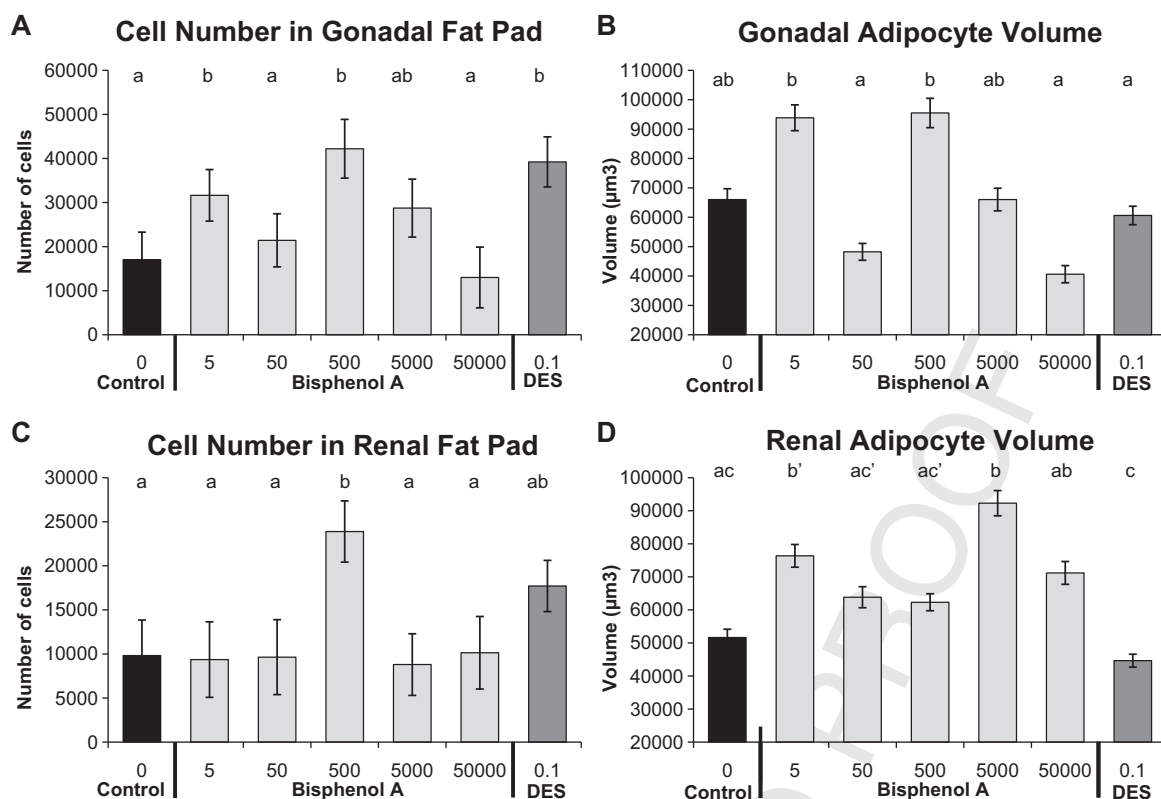 A Cell Number in Gonadal Fat Pad
60000 a b a b ab a b
50000
40000
30000
20000
10000
0
Number of cells
0 5 50 500 5000 50000 0.1
Control Bisphenol A DES
B Gonadal Adipocyte Volume
110000 ab b a b ab a a
100000
90000
80000
70000
60000
50000
40000
30000
20000
Volume (µm3)
0 5 50 500 5000 50000 0.1
Control Bisphenol A DES
C Cell Number in Renal Fat Pad
30000 a a a b a a ab
25000
20000
15000
10000
5000
0
Number of cells
0 5 50 500 5000 50000 0.1
Control Bisphenol A DES
D Renal Adipocyte Volume
100000 ac b’ ac’ ac’ b ab c
90000
80000
70000
60000
50000
40000
30000
20000
Volume (µm3)
0 5 50 500 5000 50000 0.1
Control Bisphenol A DES
PROOF